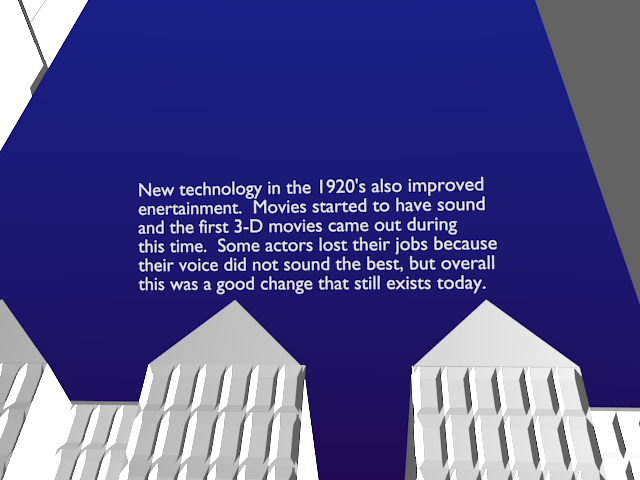 New technology in the 1920's also improved
enertainment.  Movies started to have sound
and the first 3-D movies came out during
this time.  Some actors lost their jobs because
their voice did not sound the best, but overall
this was a good change that still exists today.